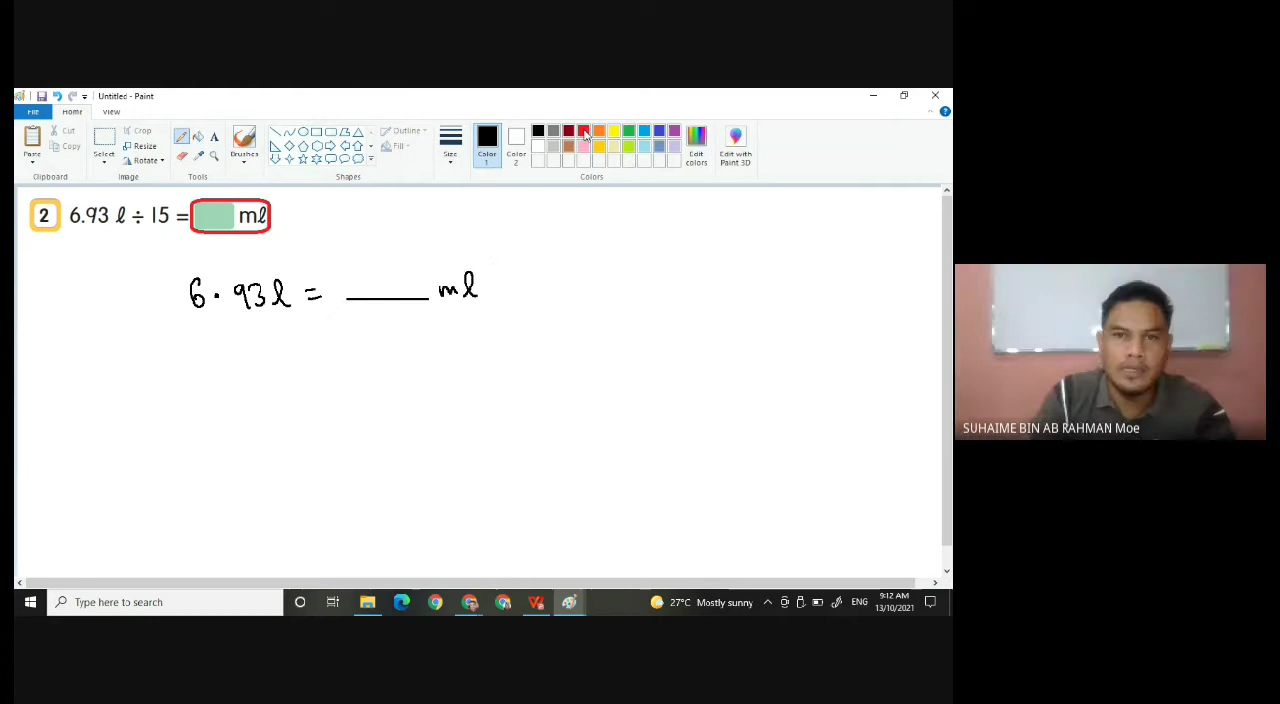 Untitled - Paint
File Home View
Paste Cut Copy
Clipboard
Select Crop Resize Rotate
Image
A
Tools
Brushes
Outline
Fill
Shapes
Size
Color 1
Color 2
Edit colors
Edit with Paint 3D
Colors
2 6.93 ℓ ÷ 15 = mℓ
6.93 l = ______ ml
SUHAIME BIN AB RAHMAN Moe
Type here to search
27°C Mostly sunny
ENG
9:12 AM
13/10/2021